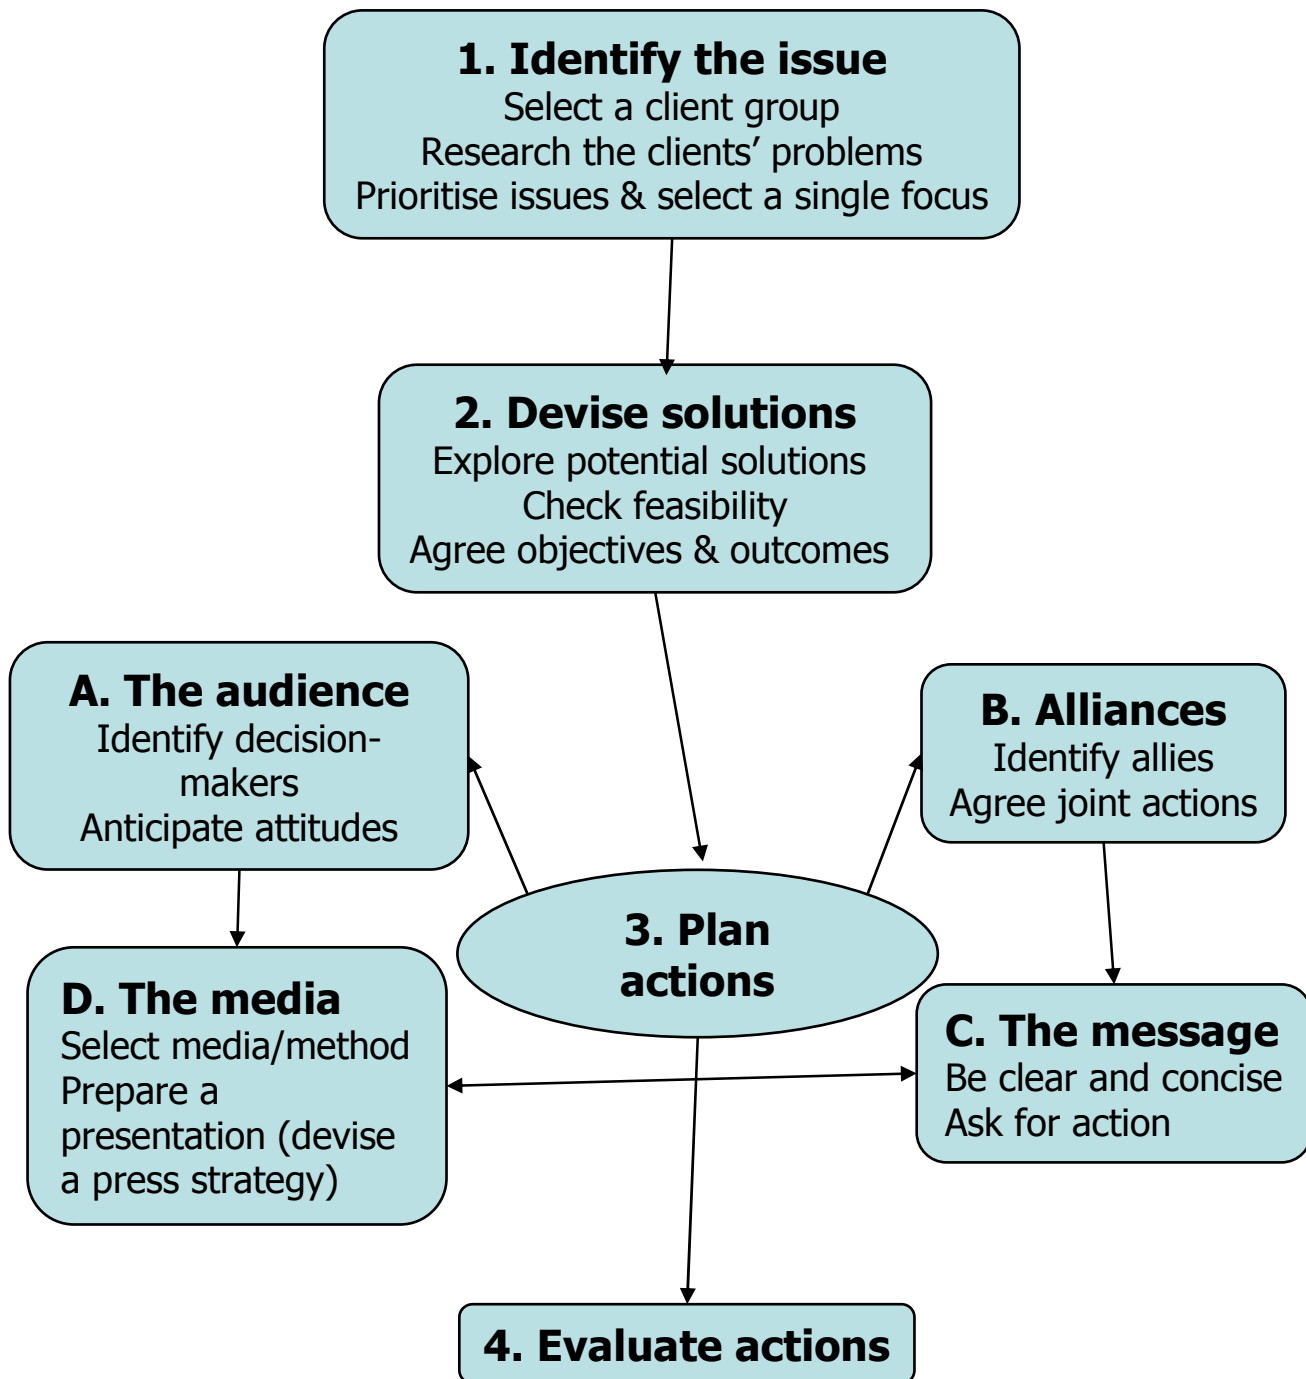 1. Identify the issue
Select a client group
Research the clients’ problems
Prioritise issues & select a single focus
2. Devise solutions
Explore potential solutions
Check feasibility
Agree objectives & outcomes
A. The audience
Identify decision-
makers
Anticipate attitudes
B. Alliances
Identify allies
Agree joint actions
3. Plan
actions
D. The media
Select media/method
Prepare a
presentation (devise
a press strategy)
C. The message
Be clear and concise
Ask for action
4. Evaluate actions